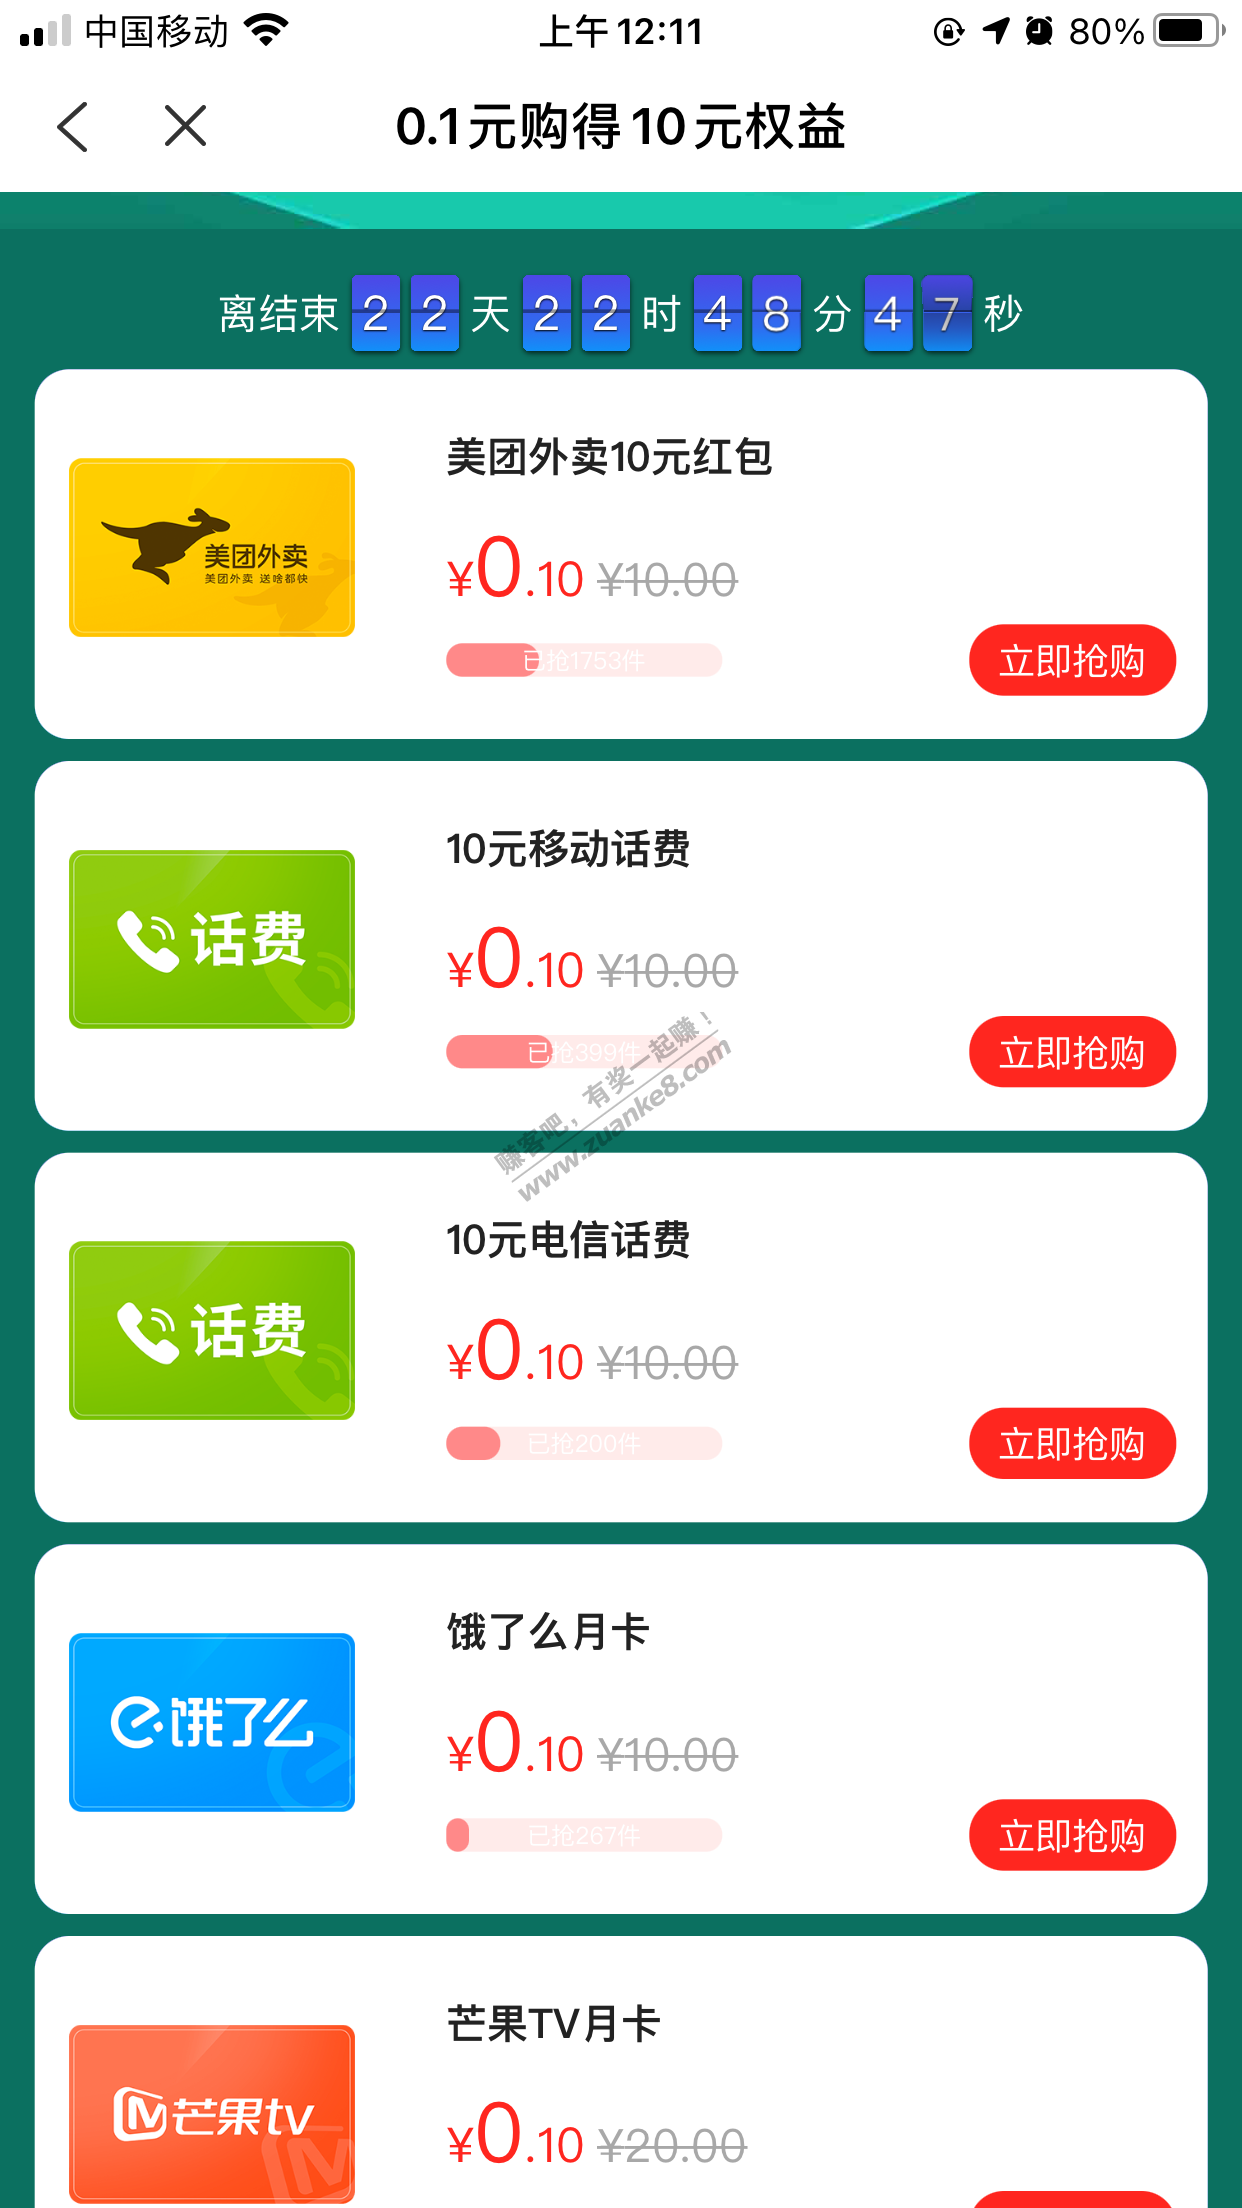 中国移动 上午12:11 80%
0.1元购得10元权益
离结束 22 天 22 时 48 分 47 秒
美团外卖10元红包
美团外卖
美团外卖 送啥都快
¥0.10 ¥10.00
已抢1753件
立即抢购
10元移动话费
话费
¥0.10 ¥10.00
已抢399件
立即抢购
赚客吧，有奖一起赚！
www.zuanke8.com
10元电信话费
话费
¥0.10 ¥10.00
已抢200件
立即抢购
饿了么月卡
饿了么
¥0.10 ¥10.00
已抢267件
立即抢购
芒果TV月卡
芒果tv
¥0.10 ¥20.00